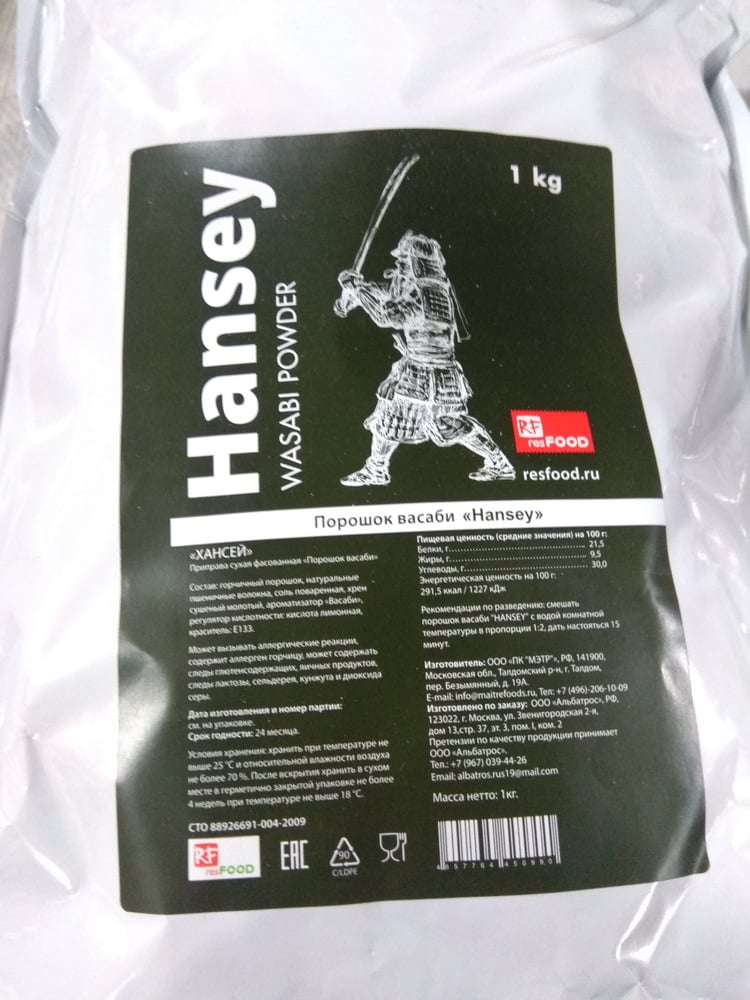 Hansey
WASABI POWDER
1 kg
RF
resFOOD
resfood.ru
Порошок васаби «Hansey»
«ХАНСЕЙ»
Приправа сухая фасованная «Порошок васаби»
Состав: горчичный порошок, натуральные
пшеничные волокна, соль поваренная, хрен
сушеный молотый, ароматизатор «Васаби»,
регулятор кислотности кислота лимонная,
краситель: Е133.
Может вызывать аллергические реакции,
содержит аллерген горчицу, может содержать
следы глютенсодержащих, яичных продуктов,
следы лактозы, сельдерея, кунжута и диоксида
серы.
Дата изготовления и номер партии:
см. на упаковке.
Срок годности: 24 месяца.
Условия хранения: хранить при температуре не
выше 25 °С и относительной влажности воздуха
не более 70 %. После вскрытия хранить в сухом
месте в герметично закрытой упаковке не более
4 недель при температуре не выше 18 °С.
СТО 88926691-004-2009
RF
resFOOD
EAC
90
C/LDPE
Пищевая ценность (средние значения) на 100 г:
Белки, г........................ 21,5
Жиры, г........................ 9,5
Углеводы, г........................ 30,0
Энергетическая ценность на 100 г:
291,5 ккал / 1227 кДж
Рекомендации по разведению: смешать
порошок васаби "HANSEY" с водой комнатной
температуры в пропорции 1:2, дать настояться 15
минут.
Изготовитель: ООО «ПК "МЭТР"», РФ, 141900,
Московская обл., Талдомский р-н, г. Талдом,
пер. Безымянный, д. 19А.
E-mail: info@maitrefoods.ru, Тел: +7 (496)-206-10-09
Изготовлено по заказу: ООО «Альбатрос», РФ,
123022, г. Москва, ул. Звенигородская 2-я,
дом 13,стр. 37, эт. 3, пом. I, ком. 2
Претензии по качеству продукции принимает
ООО «Альбатрос».
Тел.: +7 (967) 039-44-26
Email: albatros.rus19@mail.com
Масса нетто: 1кг.
4657784450990